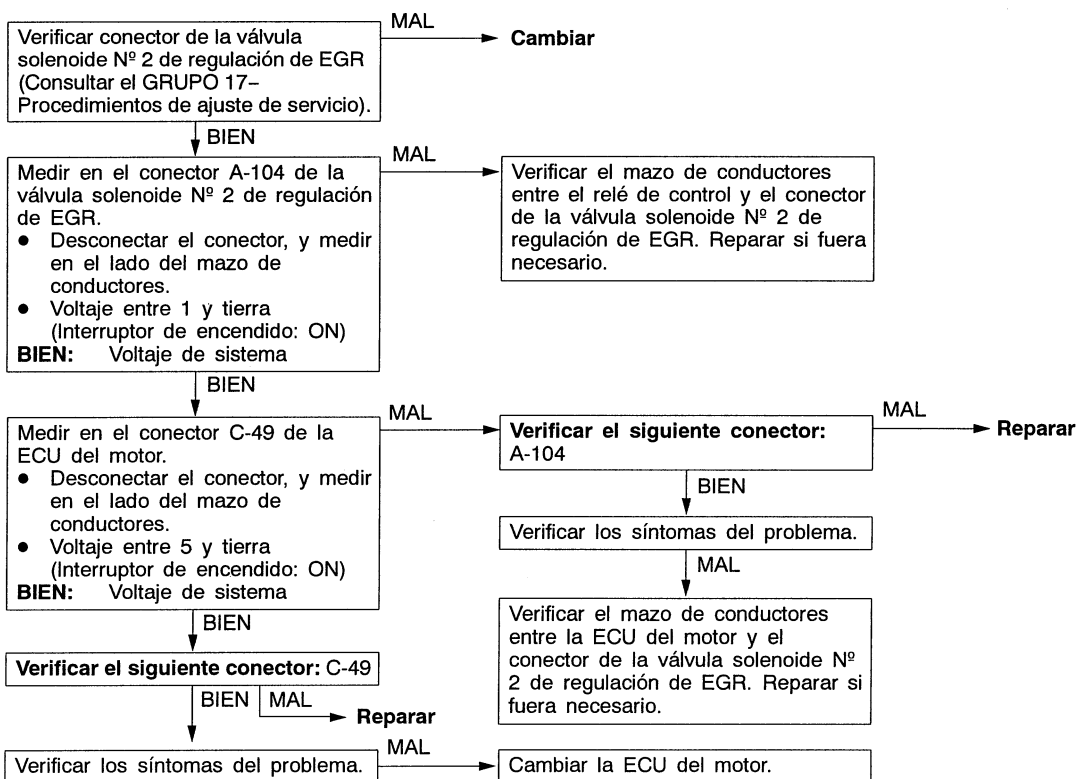 Verificar conector de la válvula
solenoide Nº 2 de regulación de EGR
(Consultar el GRUPO 17–
Procedimientos de ajuste de servicio).
MAL
Cambiar
BIEN
Medir en el conector A-104 de la
válvula solenoide Nº 2 de regulación
de EGR.
● Desconectar el conector, y medir
en el lado del mazo de
conductores.
● Voltaje entre 1 y tierra
(Interruptor de encendido: ON)
BIEN: Voltaje de sistema
MAL
Verificar el mazo de conductores
entre el relé de control y el conector
de la válvula solenoide Nº 2 de
regulación de EGR. Reparar si fuera
necesario.
BIEN
Medir en el conector C-49 de la
ECU del motor.
● Desconectar el conector, y medir
en el lado del mazo de
conductores.
● Voltaje entre 5 y tierra
(Interruptor de encendido: ON)
BIEN: Voltaje de sistema
MAL
Verificar el siguiente conector:
A-104
MAL
Reparar
BIEN
Verificar los síntomas del problema.
MAL
Verificar el mazo de conductores
entre la ECU del motor y el
conector de la válvula solenoide Nº
2 de regulación de EGR. Reparar si
fuera necesario.
BIEN
Verificar el siguiente conector: C-49
BIEN MAL
Reparar
Verificar los síntomas del problema.
MAL
Cambiar la ECU del motor.